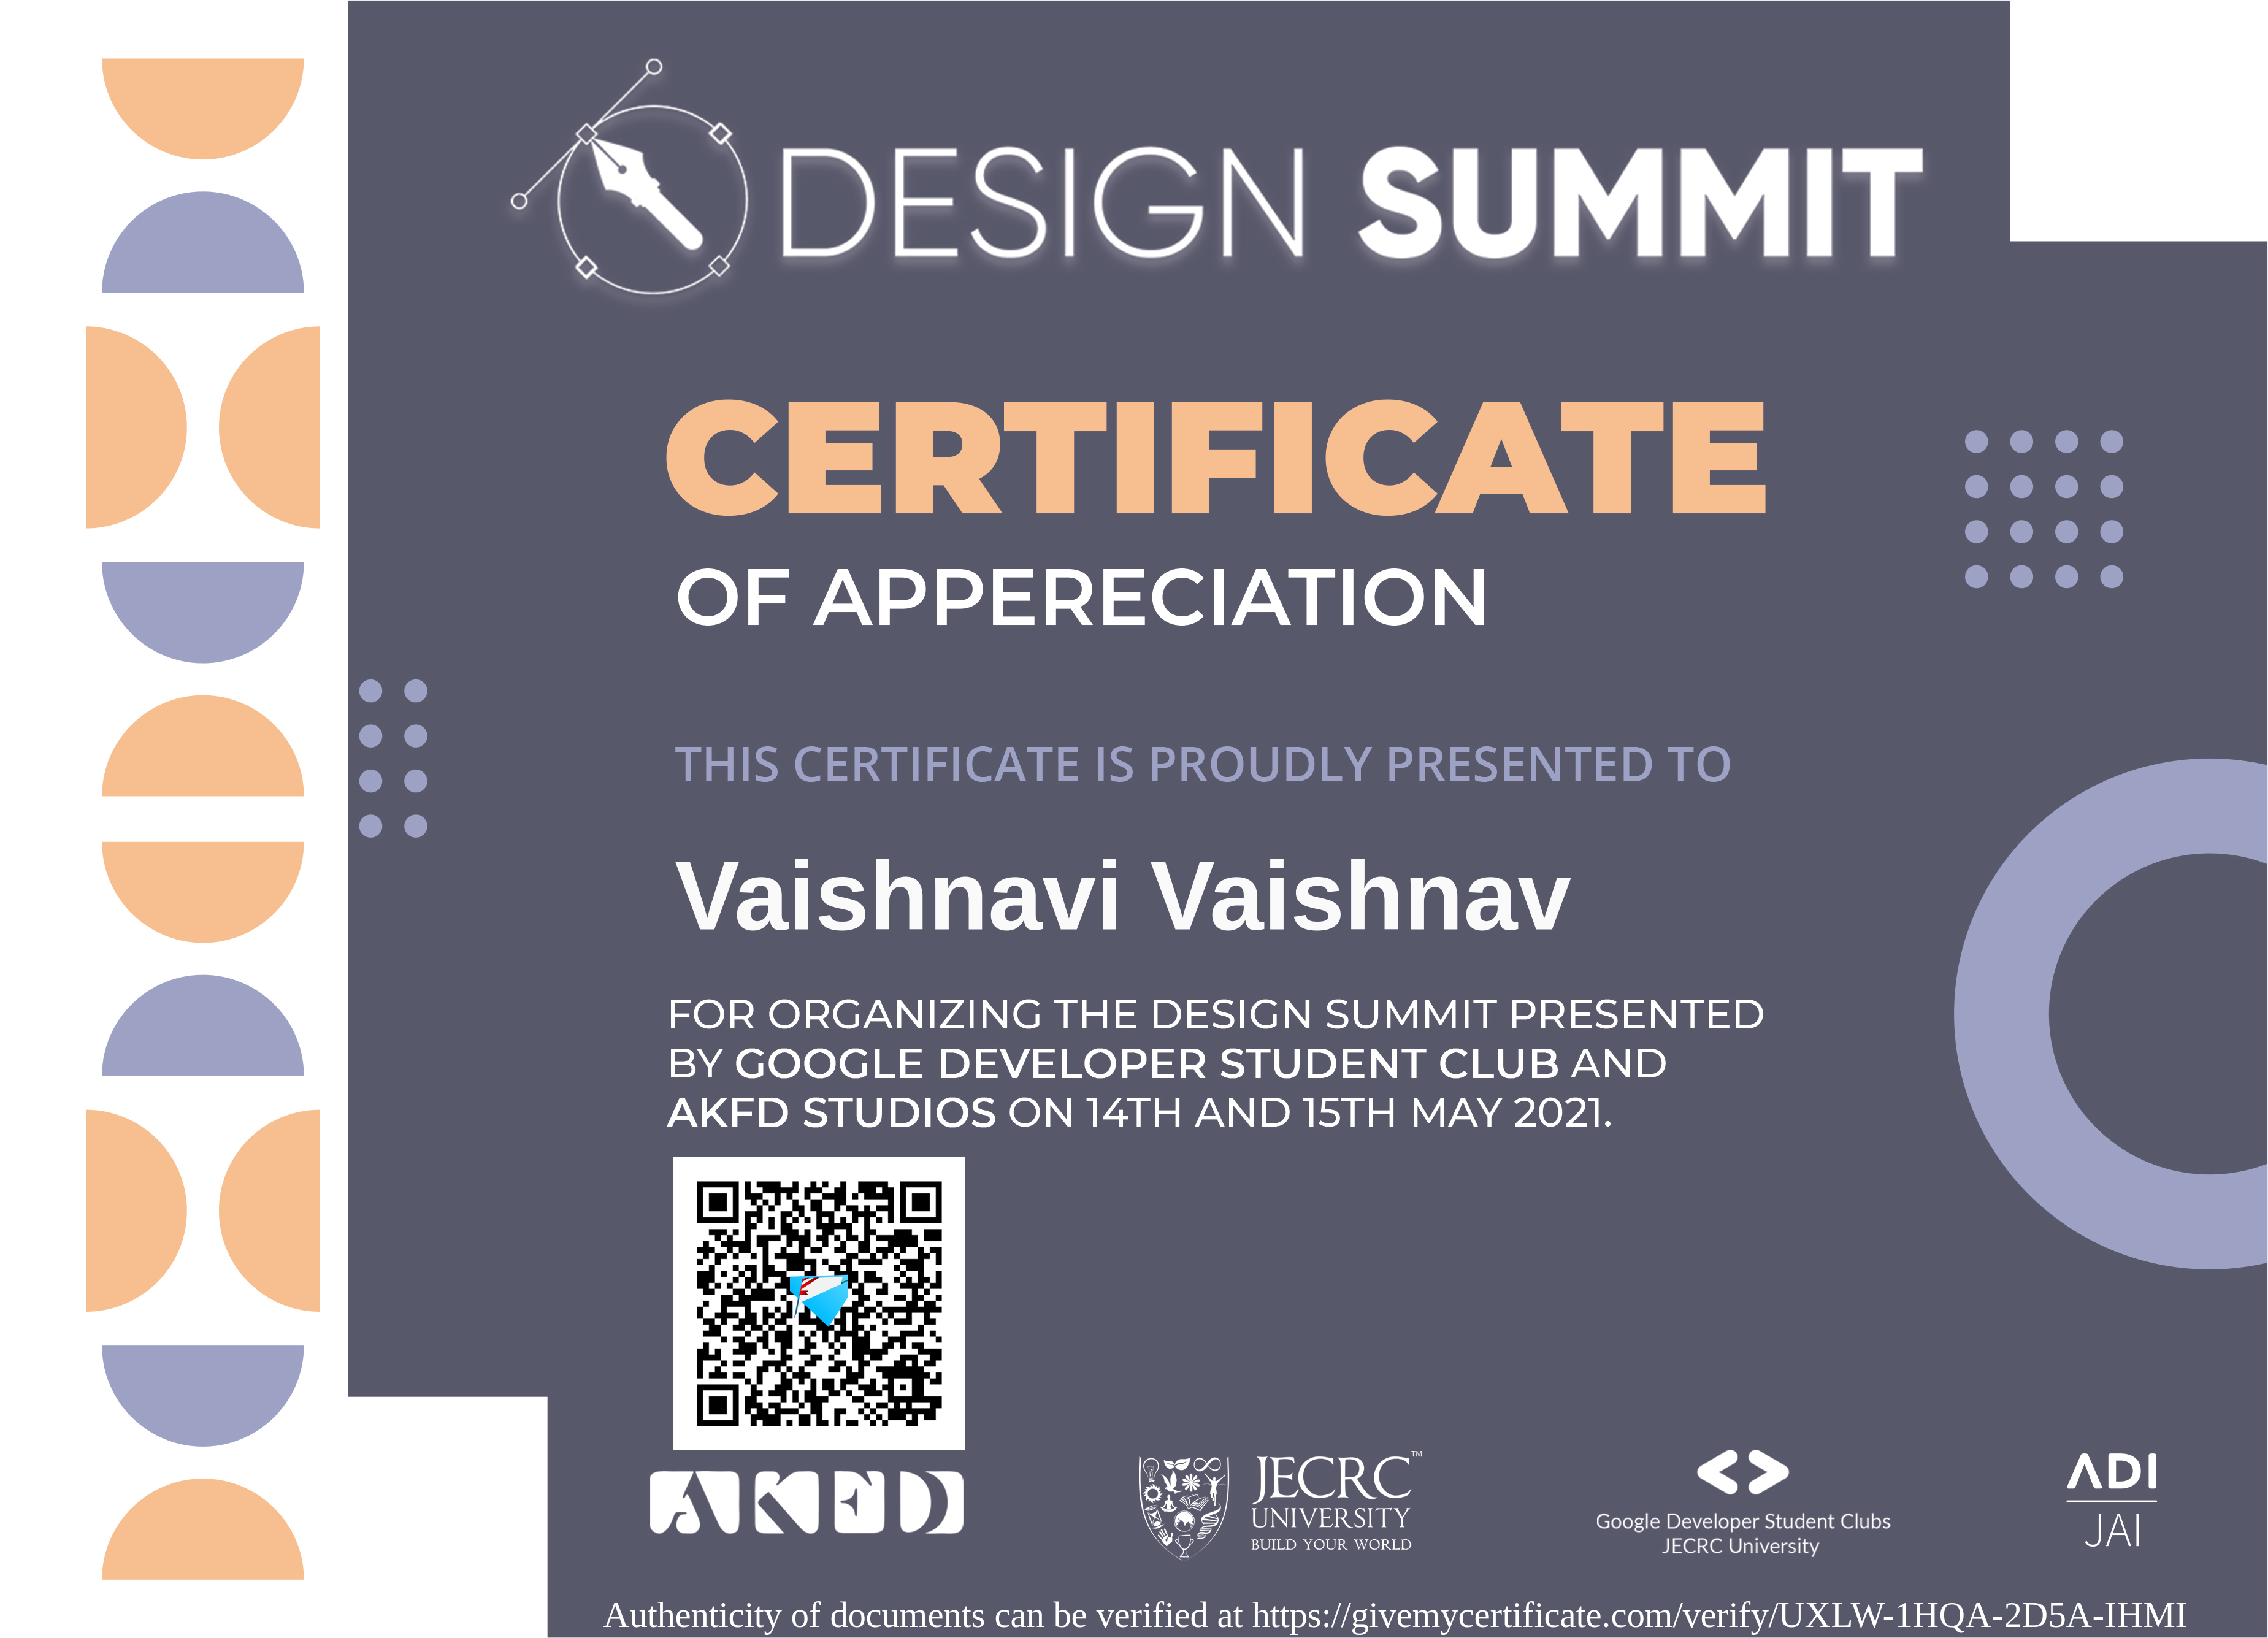 DESIGN SUMMIT
CERTIFICATE
OF APPERECIATION
THIS CERTIFICATE IS PROUDLY PRESENTED TO
Vaishnavi Vaishnav
FOR ORGANIZING THE DESIGN SUMMIT PRESENTED
BY GOOGLE DEVELOPER STUDENT CLUB AND
AKFD STUDIOS ON 14TH AND 15TH MAY 2021.
AKFD
JECRC™
UNIVERSITY
BUILD YOUR WORLD
Google Developer Student Clubs
JECRC University
ADI
JAI
Authenticity of documents can be verified at https://givemycertificate.com/verify/UXLW-1HQA-2D5A-IHMI